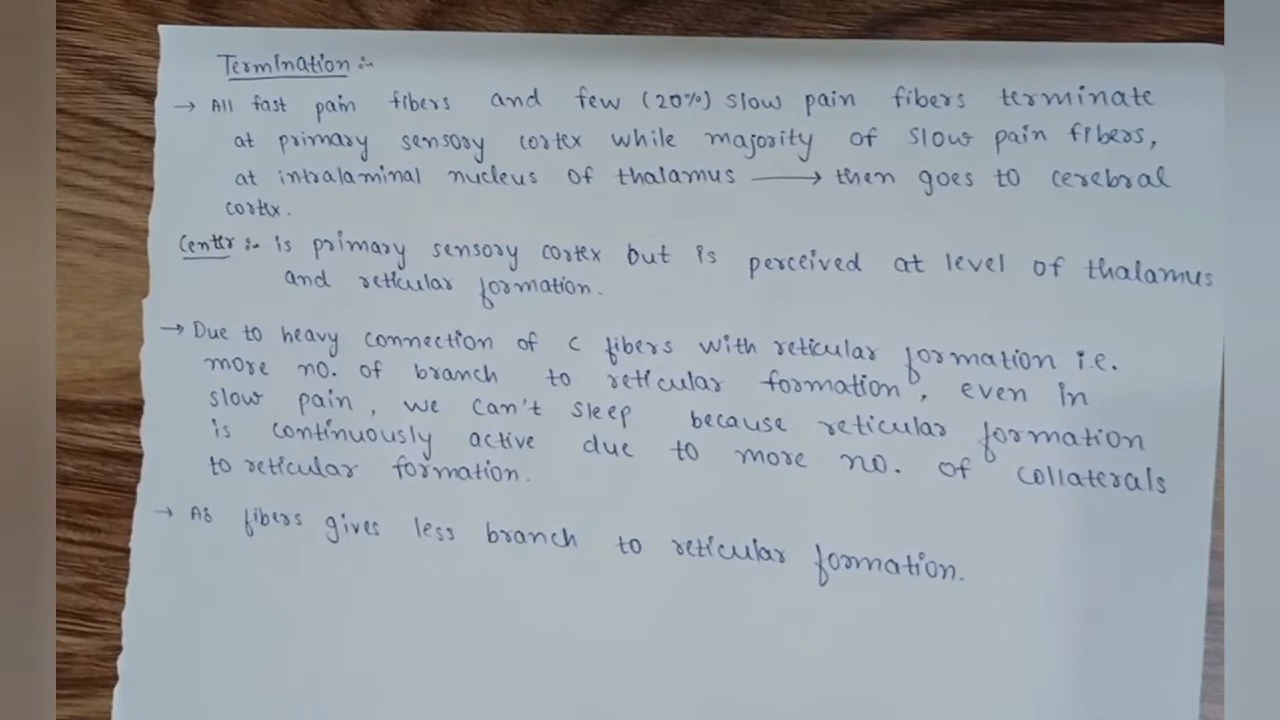 Termination :-
→ All fast pain fibers and few (20%) slow pain fibers terminate
at primary sensory cortex while majority of slow pain fibers,
at intralaminal nucleus of thalamus ⟶ then goes to cerebral
cortex.
Center :- is primary sensory cortex but is perceived at level of thalamus
and reticular formation.
→ Due to heavy connection of C fibers with reticular formation i.e.
more no. of branch to reticular formation, even in
slow pain, we can't sleep because reticular formation
is continuously active due to more no. of collaterals
to reticular formation.
→ Aδ fibers gives less branch to reticular formation.